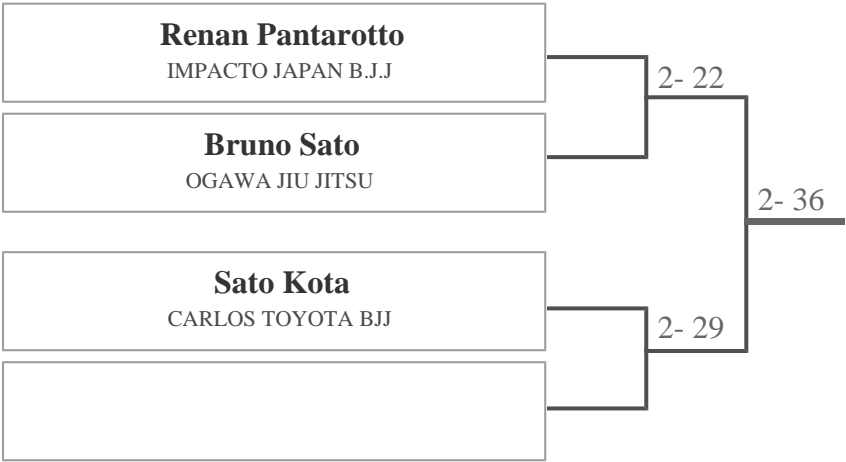 Renan Pantarotto
IMPACTO JAPAN B.J.J
2- 22
Bruno Sato
OGAWA JIU JITSU
2- 36
Sato Kota
CARLOS TOYOTA BJJ
2- 29